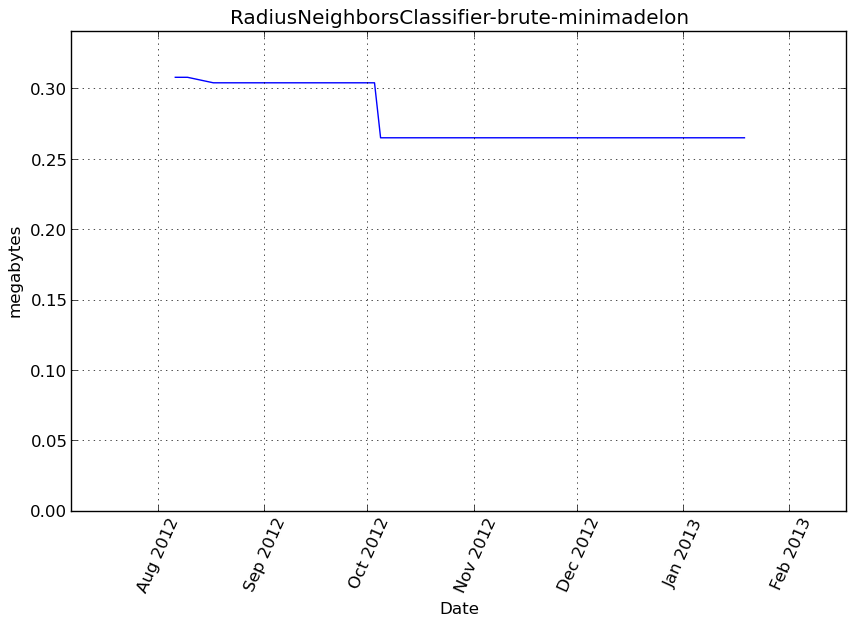 RadiusNeighborsClassifier-brute-minimadelon
0.30
0.25
0.20
0.15
0.10
0.05
0.00
megabytes
Aug 2012
Sep 2012
Oct 2012
Nov 2012
Dec 2012
Jan 2013
Feb 2013
Date